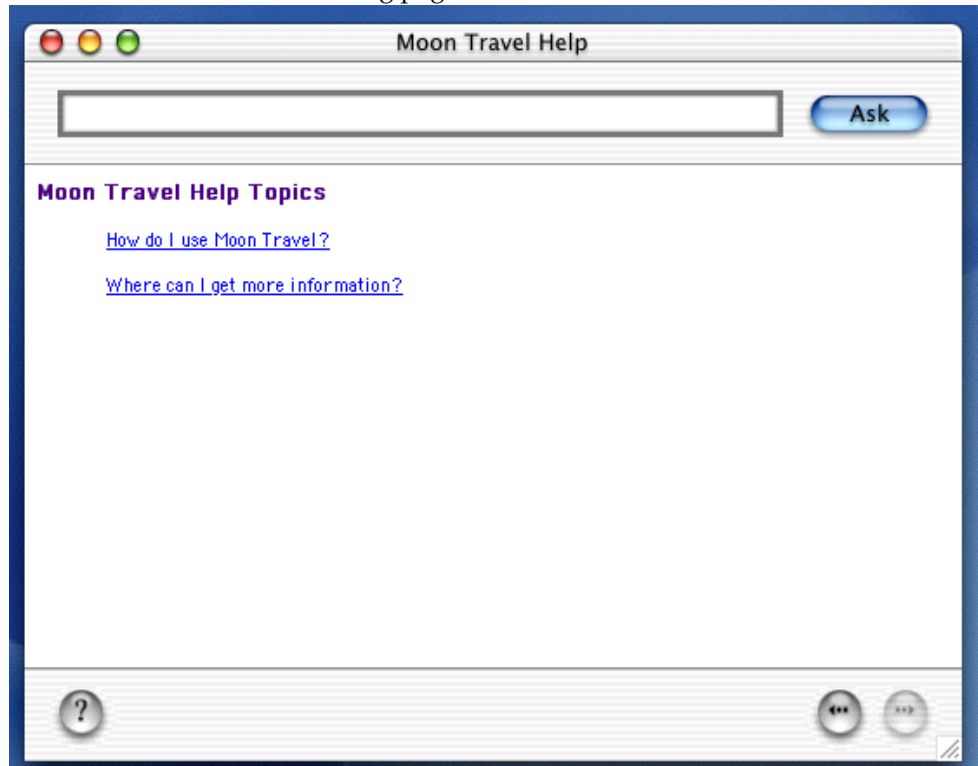 Moon Travel Help
Ask
Moon Travel Help Topics
How do I use Moon Travel?
Where can I get more information?
?